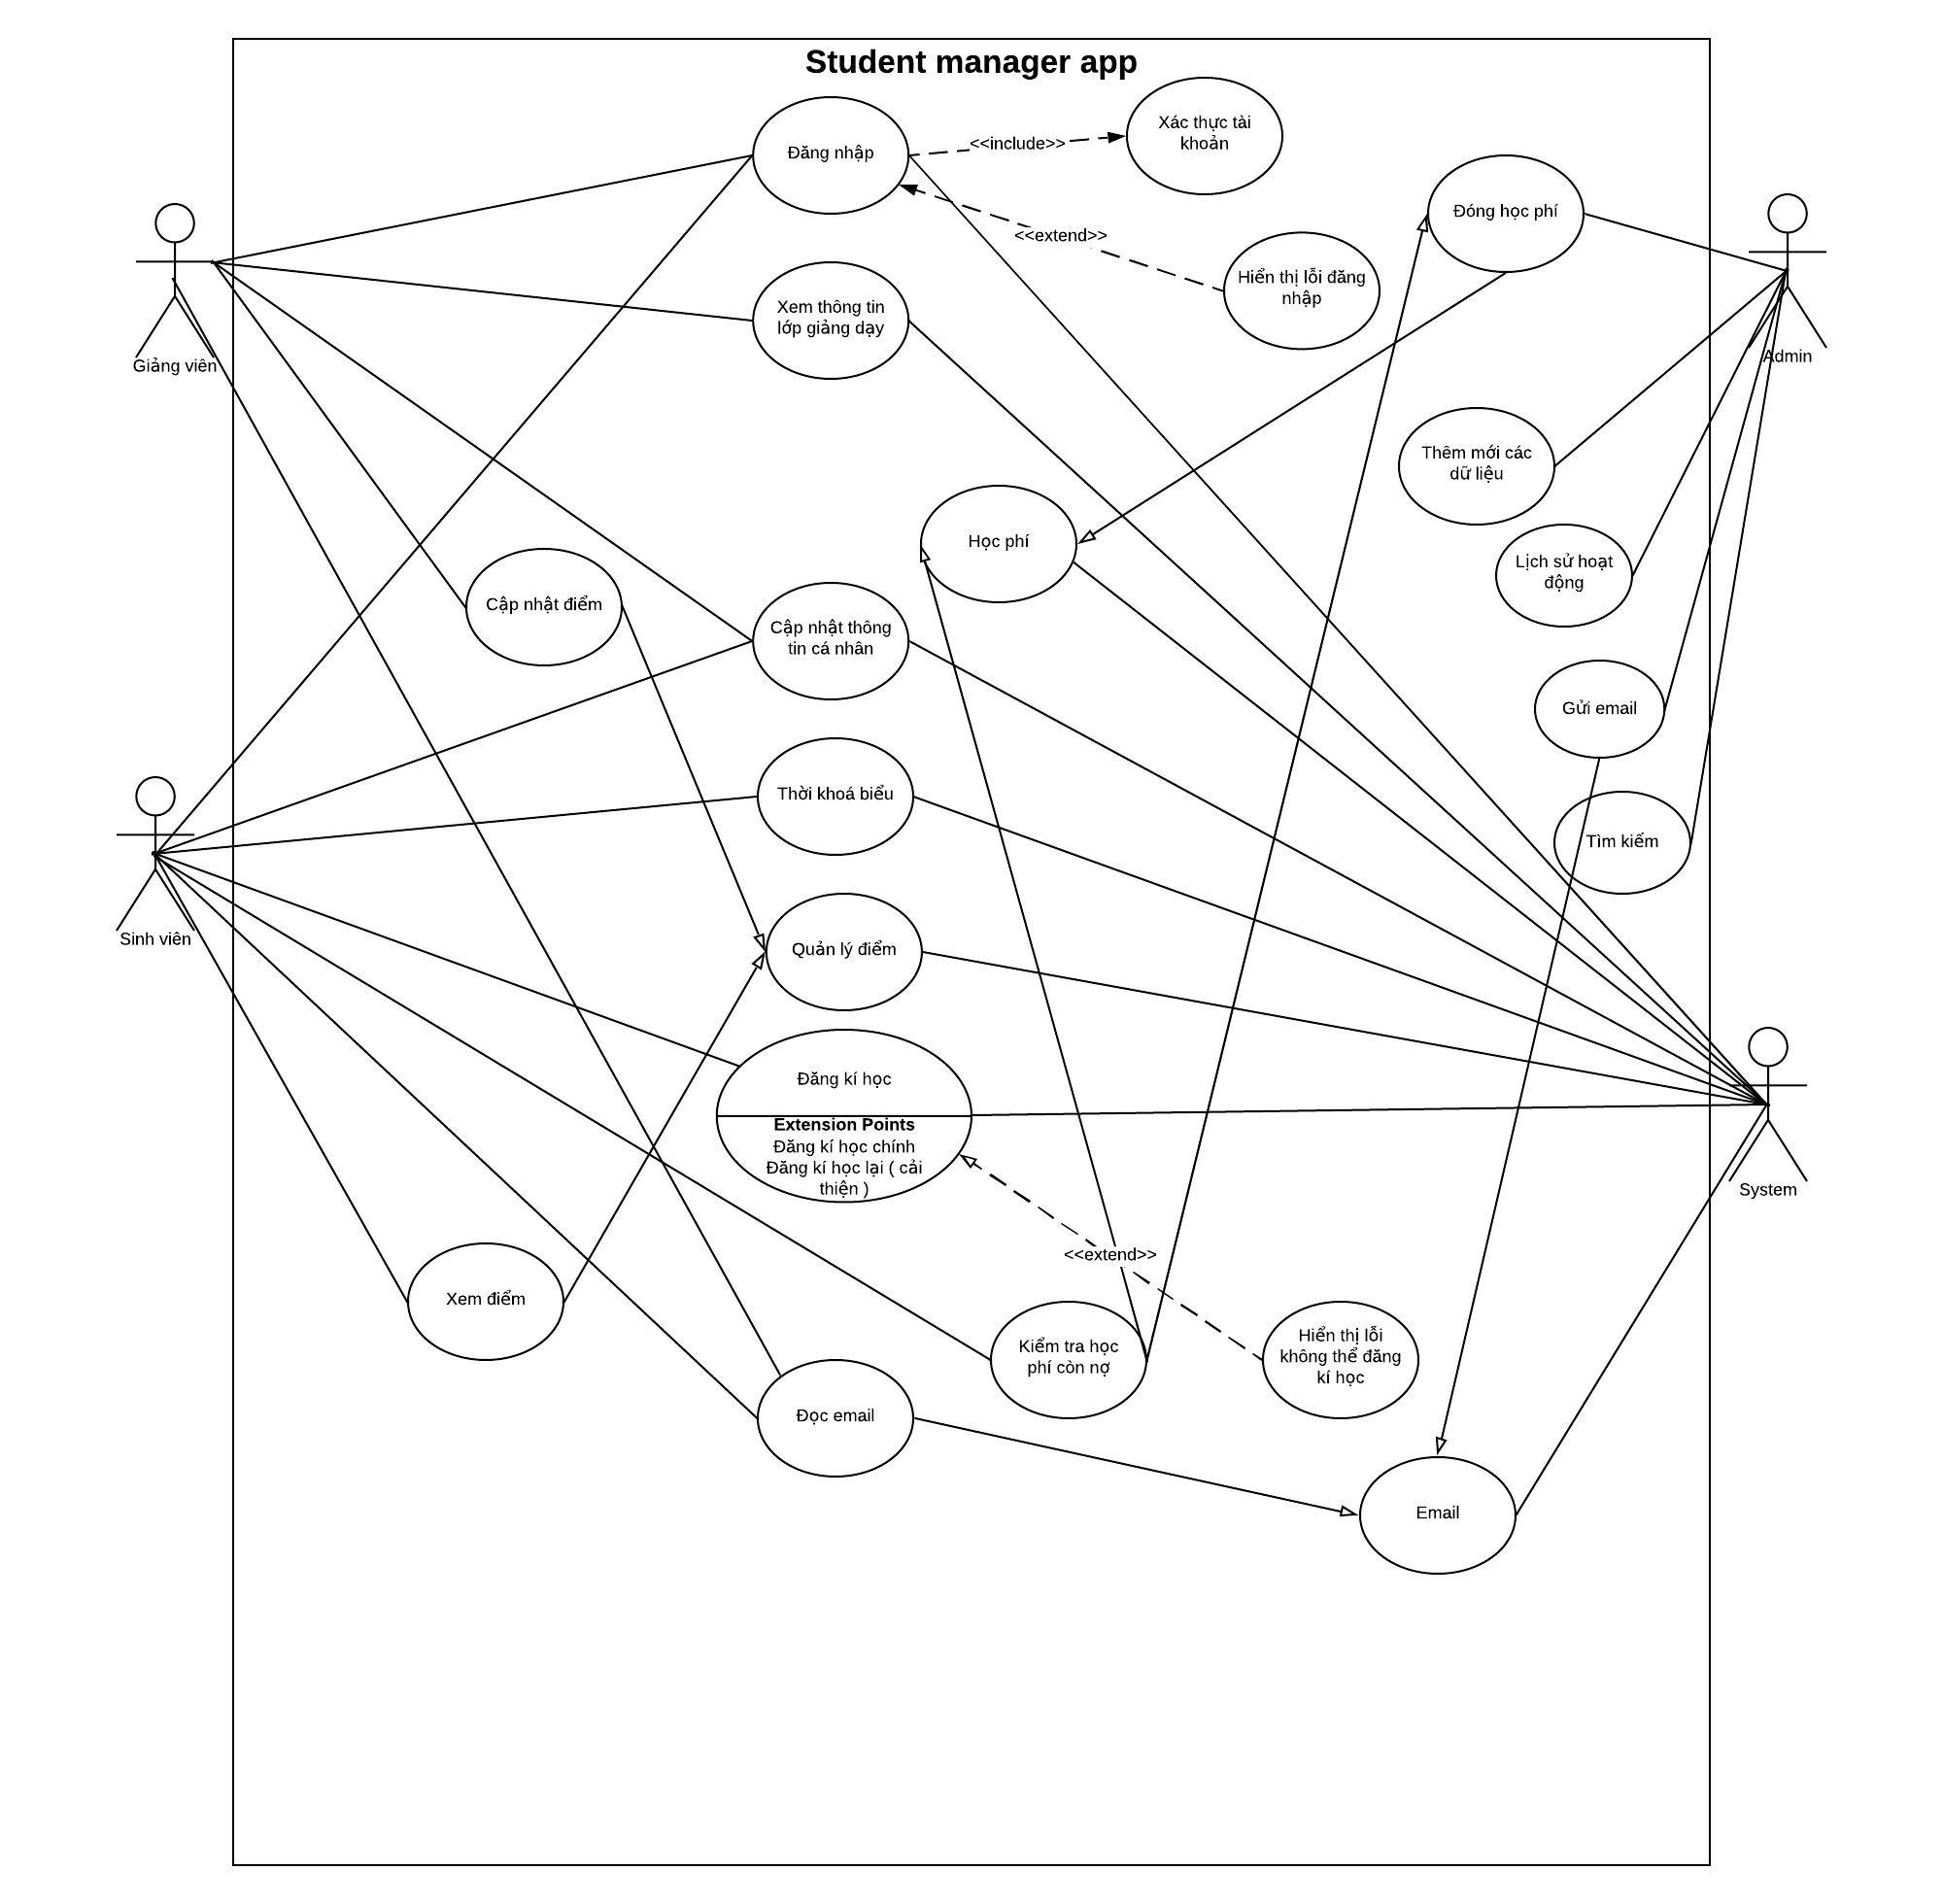 Student manager app
Đăng nhập
<<include>>
Xác thực tài
khoản
<<extend>>
Hiển thị lỗi đăng
nhập
Đóng học phí
Giảng viên
Xem thông tin
lớp giảng dạy
Admin
Thêm mới các
dữ liệu
Học phí
Lịch sử hoạt
động
Cập nhật điểm
Cập nhật thông
tin cá nhân
Gửi email
Thời khoá biểu
Tìm kiếm
Sinh viên
Quản lý điểm
Đăng kí học
Extension Points
Đăng kí học chính
Đăng kí học lại ( cải
thiện )
System
<<extend>>
Xem điểm
Kiểm tra học
phí còn nợ
Hiển thị lỗi
không thể đăng
kí học
Đọc email
Email